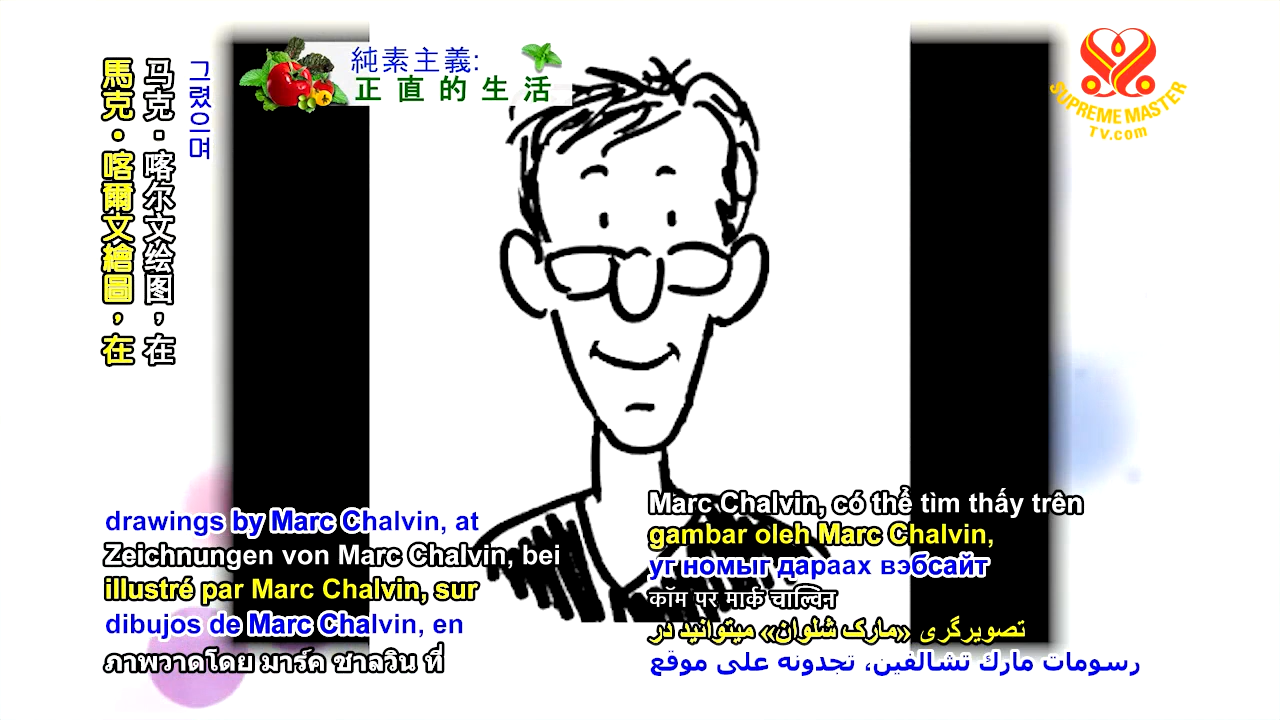 純素主義:
正直的生活
SUPREME MASTER
TV.com
그렸으며
马克·喀尔文绘图，在
馬克·喀爾文繪圖，在
drawings by Marc Chalvin, at
Zeichnungen von Marc Chalvin, bei
illustré par Marc Chalvin, sur
dibujos de Marc Chalvin, en
ภาพวาดโดย มาร์ค ชาลวิน ที่
Marc Chalvin, có thể tìm thấy trên
gambar oleh Marc Chalvin,
уг номыг дараах вэбсайт
कॉम पर मार्क चाल्विन
تصویرگری «مارک شلوان» میتوانید در
رسومات مارك تشالفين، تجدونه على موقع